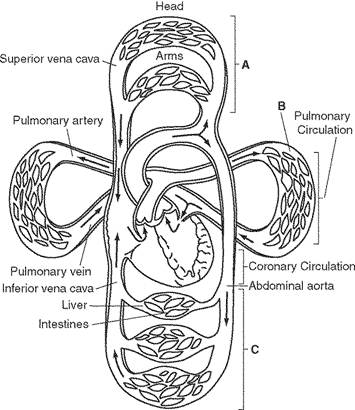 Head
Superior vena cava
Arms
A
Pulmonary artery
B
Pulmonary
Circulation
Pulmonary vein
Inferior vena cava
Coronary Circulation
Abdominal aorta
Liver
Intestines
C